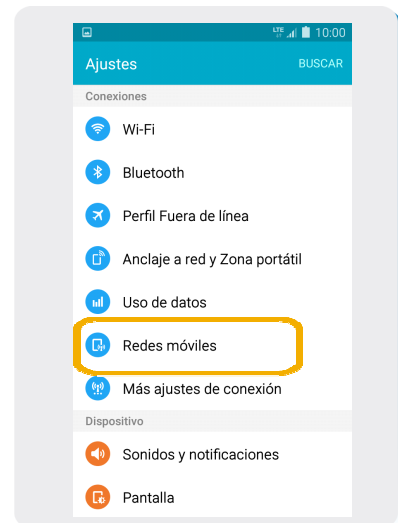 LTE 10:00
Ajustes BUSCAR
Conexiones
Wi-Fi
Bluetooth
Perfil Fuera de línea
Anclaje a red y Zona portátil
Uso de datos
Redes móviles
Más ajustes de conexión
Dispositivo
Sonidos y notificaciones
Pantalla